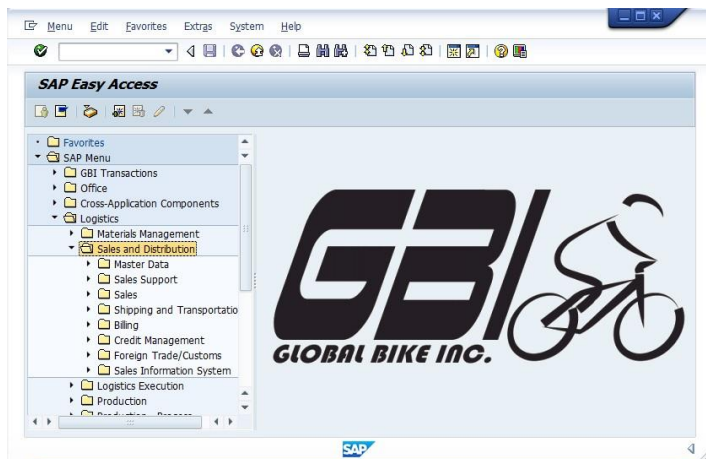 Menu Edit Favorites Extras System Help
SAP Easy Access
Favorites
SAP Menu
GBI Transactions
Office
Cross-Application Components
Logistics
Materials Management
Sales and Distribution
Master Data
Sales Support
Sales
Shipping and Transportatio
Billing
Credit Management
Foreign Trade/Customs
Sales Information System
Logistics Execution
Production
GBI
GLOBAL BIKE INC.
SAP